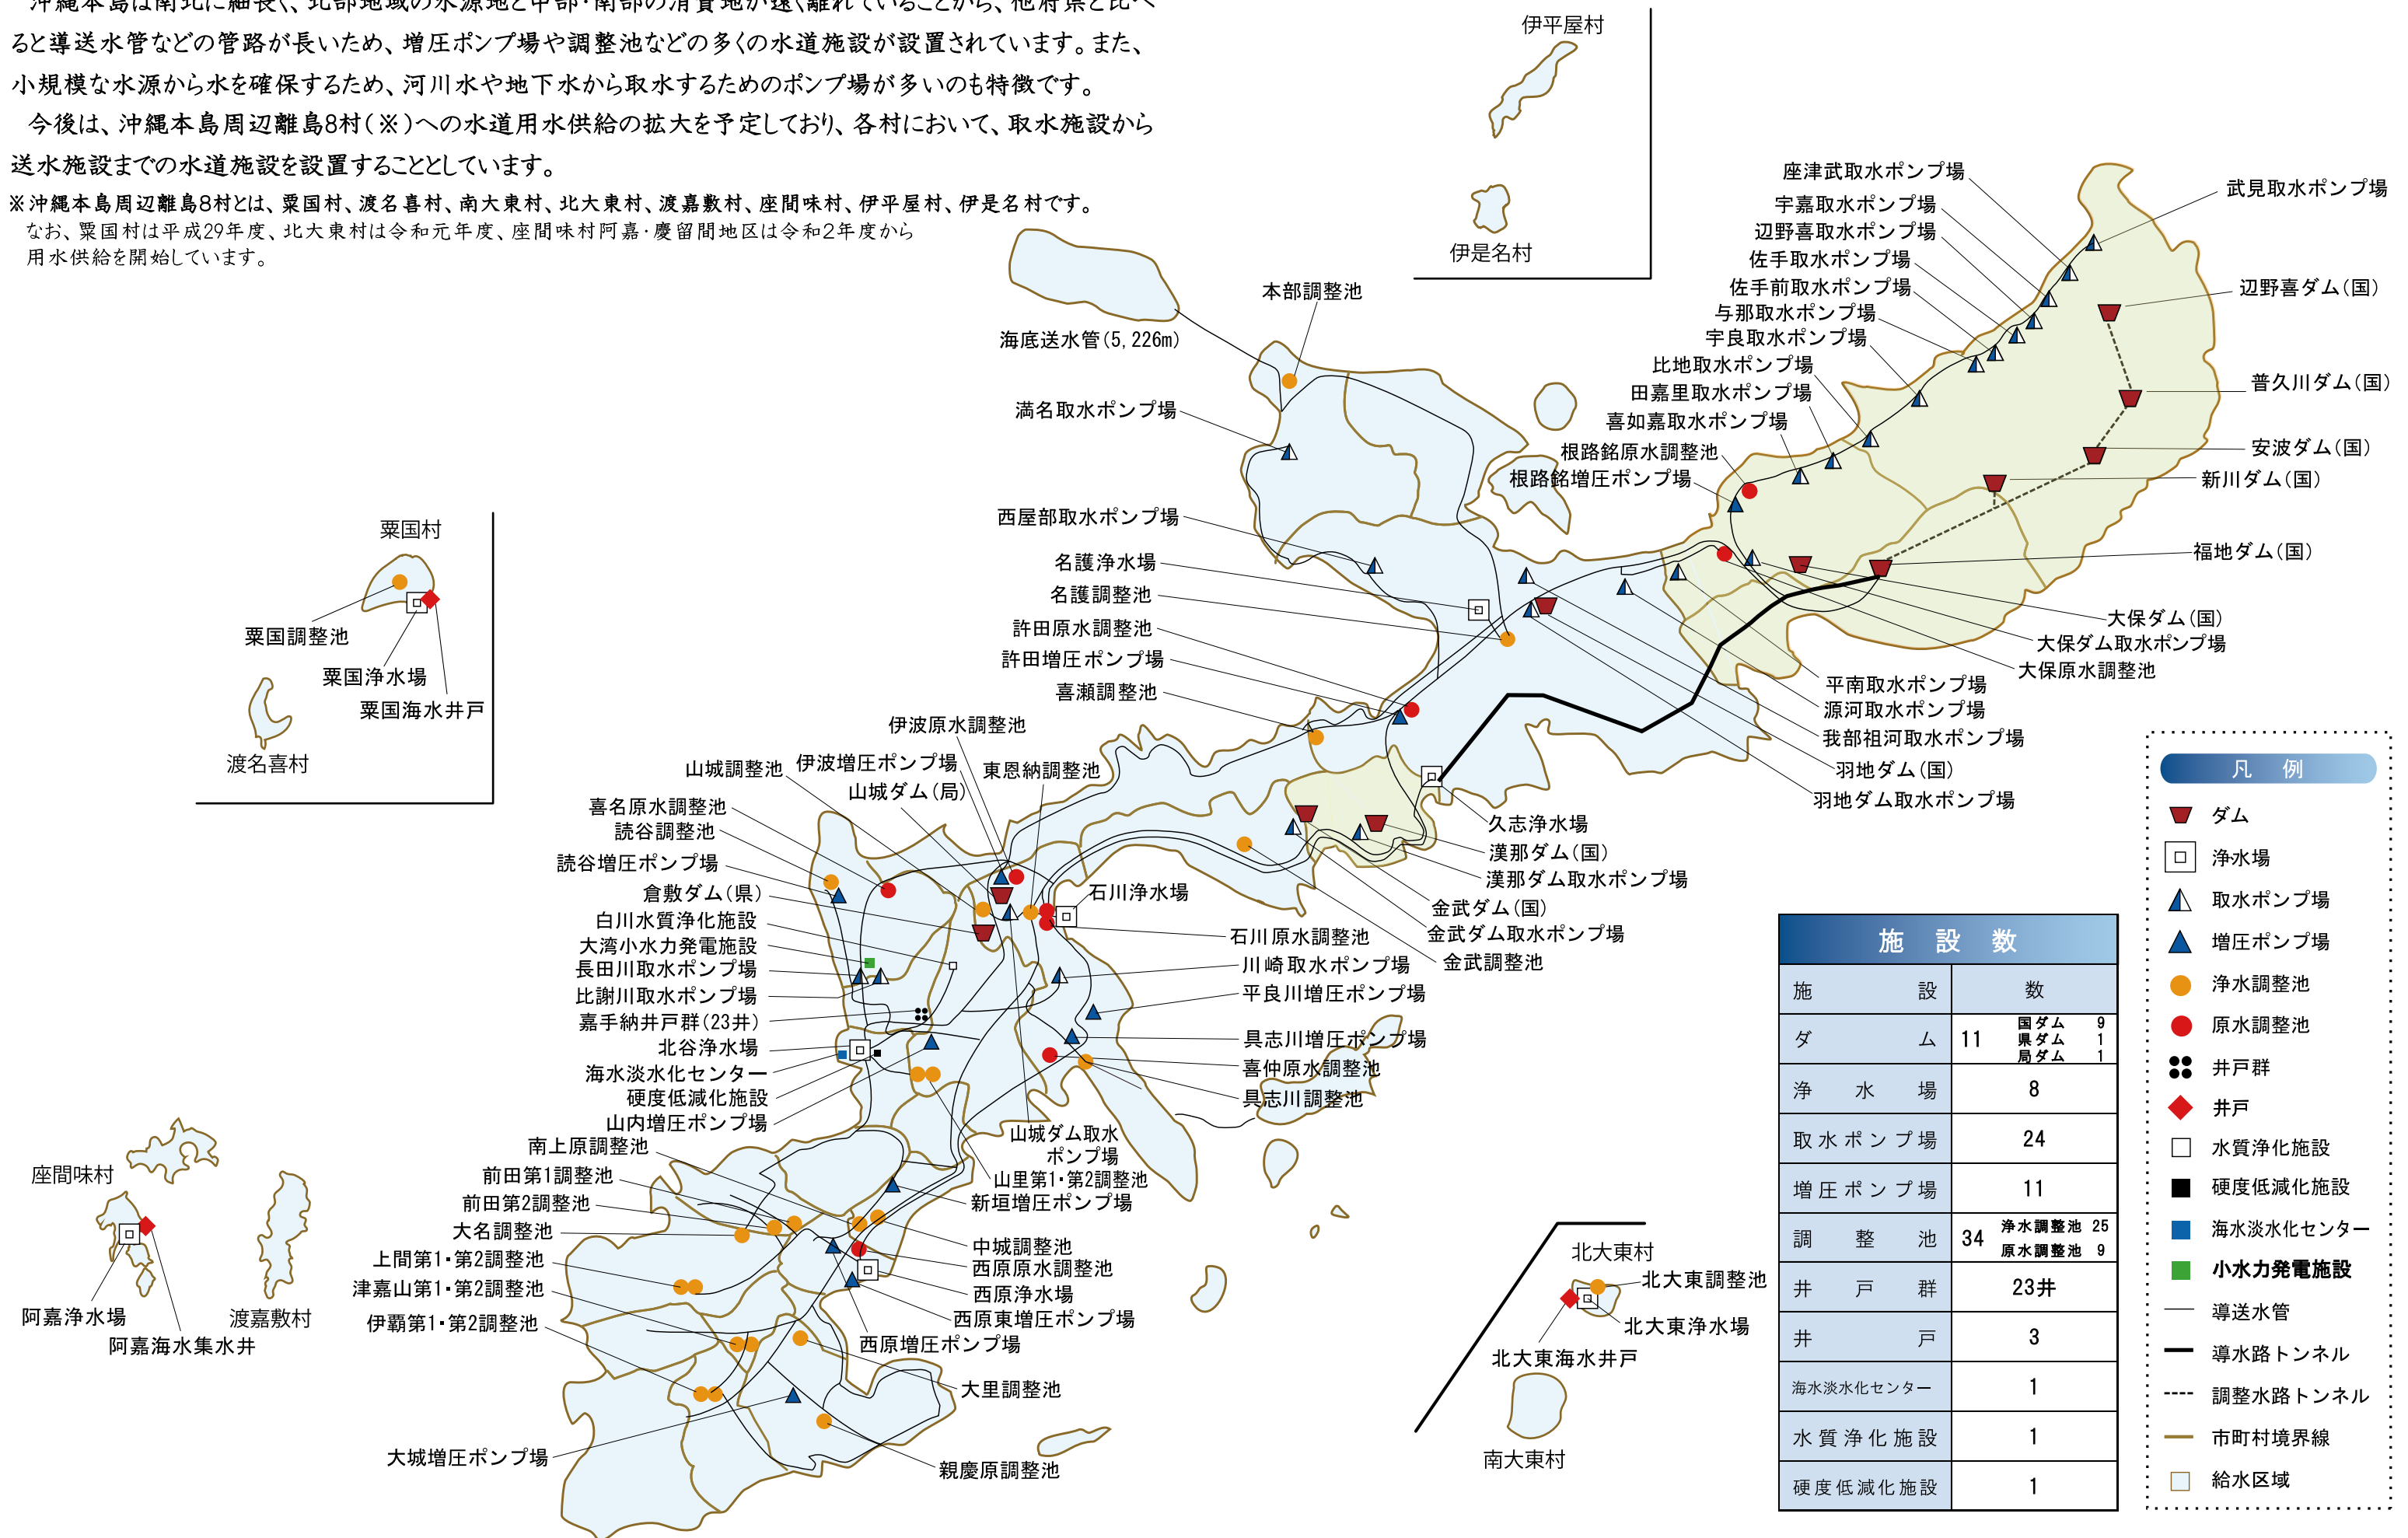 沖縄本島は南北に細長く、北部地域の水源地と中部・南部の消費地が遠く離れていることから、他府県と比べ
ると導送水管などの管路が長いため、増圧ポンプ場や調整池などの多くの水道施設が設置されています。また、
小規模な水源から水を確保するため、河川水や地下水から取水するためのポンプ場が多いのも特徴です。
今後は、沖縄本島周辺離島8村(※)への水道用水供給の拡大を予定しており、各村において、取水施設から
送水施設までの水道施設を設置することとしています。
※沖縄本島周辺離島8村とは、粟国村、渡名喜村、南大東村、北大東村、渡嘉敷村、座間味村、伊平屋村、伊是名村です。
なお、粟国村は平成29年度、北大東村は令和元年度、座間味村阿嘉・慶留間地区は令和2年度から
用水供給を開始しています。
伊平屋村
伊是名村
座津武取水ポンプ場
宇嘉取水ポンプ場
辺野喜取水ポンプ場
佐手取水ポンプ場
佐手前取水ポンプ場
与那取水ポンプ場
宇良取水ポンプ場
比地取水ポンプ場
田嘉里取水ポンプ場
喜如嘉取水ポンプ場
根路銘原水調整池
根路銘増圧ポンプ場
武見取水ポンプ場
辺野喜ダム(国)
普久川ダム(国)
安波ダム(国)
新川ダム(国)
福地ダム(国)
大保ダム(国)
大保ダム取水ポンプ場
大保原水調整池
平南取水ポンプ場
源河取水ポンプ場
我部祖河取水ポンプ場
羽地ダム(国)
羽地ダム取水ポンプ場
本部調整池
海底送水管(5,226m)
満名取水ポンプ場
西屋部取水ポンプ場
名護浄水場
名護調整池
許田原水調整池
許田増圧ポンプ場
喜瀬調整池
粟国村
粟国調整池
粟国浄水場
粟国海水井戸
渡名喜村
伊波原水調整池
伊波増圧ポンプ場
東恩納調整池
山城調整池
山城ダム(局)
喜名原水調整池
読谷調整池
読谷増圧ポンプ場
倉敷ダム(県)
白川水質浄化施設
大湾小水力発電施設
長田川取水ポンプ場
比謝川取水ポンプ場
嘉手納井戸群(23井)
北谷浄水場
海水淡水化センター
硬度低減化施設
山内増圧ポンプ場
久志浄水場
漢那ダム(国)
漢那ダム取水ポンプ場
金武ダム(国)
金武ダム取水ポンプ場
金武調整池
石川浄水場
石川原水調整池
川崎取水ポンプ場
平良川増圧ポンプ場
具志川増圧ポンプ場
喜仲原水調整池
具志川調整池
山城ダム取水
ポンプ場
山里第1・第2調整池
新垣増圧ポンプ場
南上原調整池
前田第1調整池
前田第2調整池
大名調整池
上間第1・第2調整池
津嘉山第1・第2調整池
伊覇第1・第2調整池
中城調整池
西原原水調整池
西原浄水場
西原東増圧ポンプ場
西原増圧ポンプ場
大里調整池
大城増圧ポンプ場
親慶原調整池
座間味村
阿嘉浄水場
阿嘉海水集水井
渡嘉敷村
北大東村
北大東調整池
北大東浄水場
北大東海水井戸
南大東村
施設数
施設 数
ダム 11 国ダム 9
県ダム 1
局ダム 1
浄水場 8
取水ポンプ場 24
増圧ポンプ場 11
調整池 34 浄水調整池 25
原水調整池 9
井戸群 23井
井戸 3
海水淡水化センター 1
水質浄化施設 1
硬度低減化施設 1
凡例
ダム
浄水場
取水ポンプ場
増圧ポンプ場
浄水調整池
原水調整池
井戸群
井戸
水質浄化施設
硬度低減化施設
海水淡水化センター
小水力発電施設
導送水管
導水路トンネル
調整水路トンネル
市町村境界線
給水区域